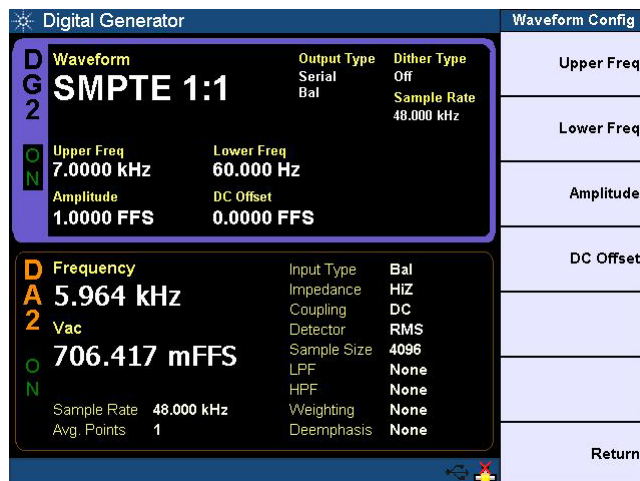 Digital Generator
Waveform Config
DG2
ON
Waveform
SMPTE 1:1
Output Type
Serial
Bal
Dither Type
Off
Sample Rate
48.000 kHz
Upper Freq
7.0000 kHz
Lower Freq
60.000 Hz
Amplitude
1.0000 FFS
DC Offset
0.0000 FFS
DA2
ON
Frequency
5.964 kHz
Vac
706.417 mFFS
Sample Rate 48.000 kHz
Avg. Points 1
Input Type Bal
Impedance HiZ
Coupling DC
Detector RMS
Sample Size 4096
LPF None
HPF None
Weighting None
Deemphasis None
Upper Freq
Lower Freq
Amplitude
DC Offset
Return